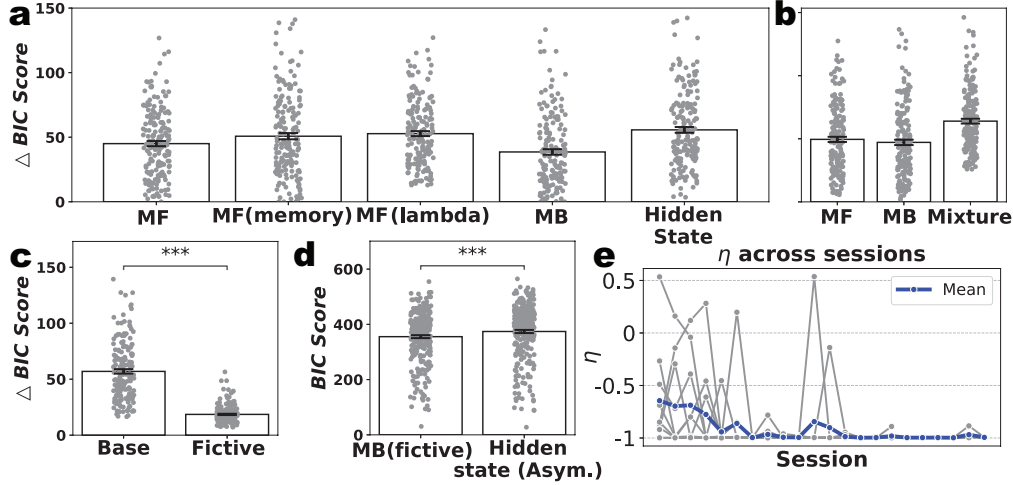 a
150
100
50
0
△ BIC Score
MF
MF(memory)
MF(lambda)
MB
Hidden
State
b
MF
MB
Mixture
c
150
100
50
0
△ BIC Score
***
Base
Fictive
d
600
400
200
0
BIC Score
***
MB(fictive)
Hidden
state (Asym.)
e
η across sessions
0.5
0
-0.5
-1
η
Mean
Session